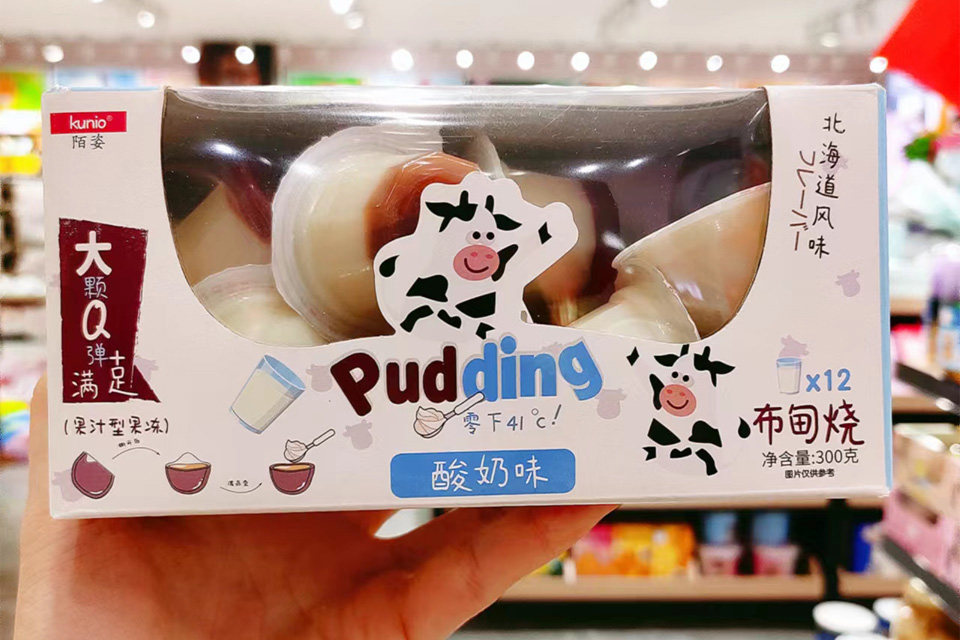 kunio®
陌姿
北海道风味
フレーバー
大颗Q弹
满足+
Pudding
零下41℃!
酸奶味
(果汁型果冻)
x12
布甸烧
净含量:300克
图片仅供参考